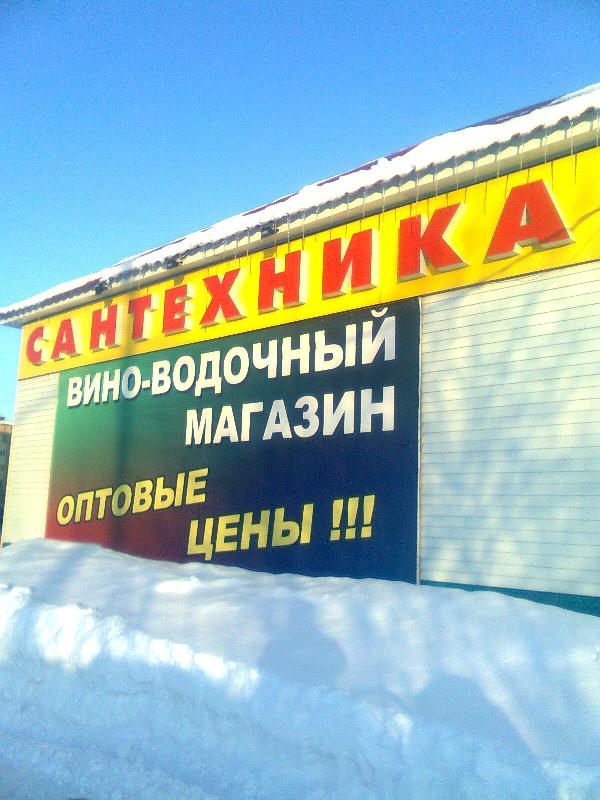 САНТЕХНИКА
ВИНО-ВОДОЧНЫЙ
МАГАЗИН
ОПТОВЫЕ
ЦЕНЫ !!!